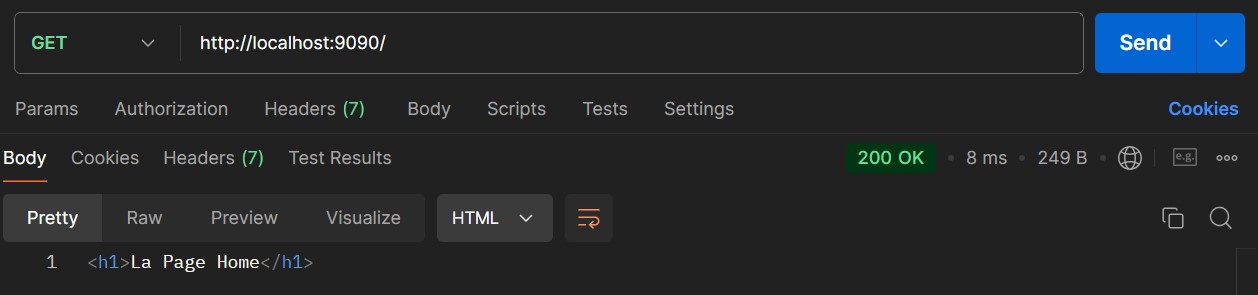 GET http://localhost:9090/ Send
Params Authorization Headers (7) Body Scripts Tests Settings Cookies
Body Cookies Headers (7) Test Results 200 OK • 8 ms • 249 B • e.g.
Pretty Raw Preview Visualize HTML
1 <h1>La Page Home</h1>